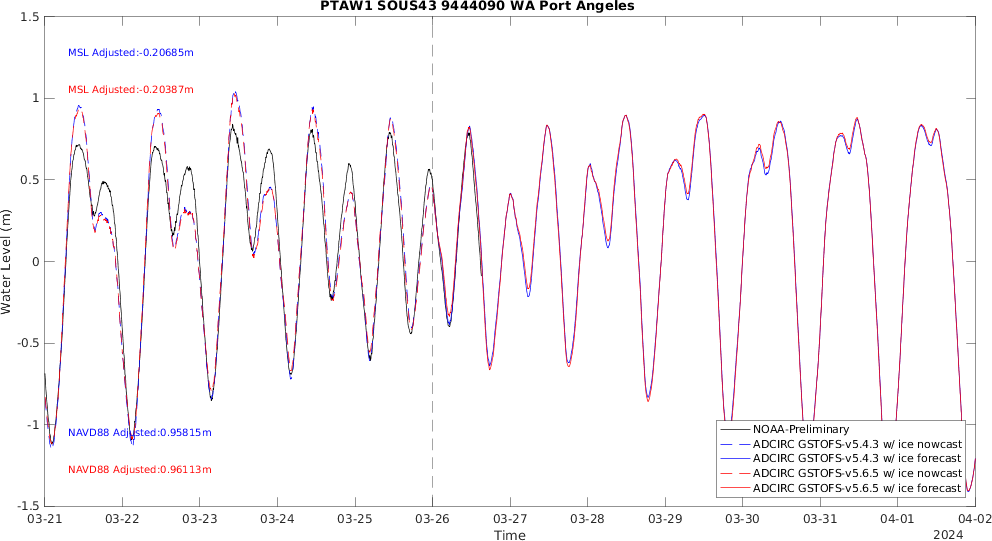 PTAW1 SOUS43 9444090 WA Port Angeles
1.5
MSL Adjusted:-0.20685m
MSL Adjusted:-0.20387m
1
0.5
0
-0.5
-1
-1.5
Water Level (m)
NAVD88 Adjusted:0.95815m
NAVD88 Adjusted:0.96113m
NOAA-Preliminary
ADCIRC GSTOFS-v5.4.3 w/ ice nowcast
ADCIRC GSTOFS-v5.4.3 w/ ice forecast
ADCIRC GSTOFS-v5.6.5 w/ ice nowcast
ADCIRC GSTOFS-v5.6.5 w/ ice forecast
03-21 03-22 03-23 03-24 03-25 03-26 03-27 03-28 03-29 03-30 03-31 04-01 04-02
Time
2024